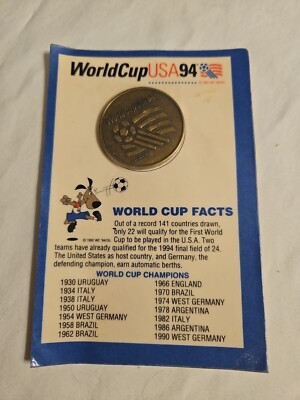 WorldCupUSA94
WORLD CUP FACTS
Out of a record 141 countries drawn,
only 22 will qualify for the First World
Cup to be played in the U.S.A. Two
teams have already qualified for the 1994 final field of 24.
The United States as host country, and Germany, the
defending champion, earn automatic berths.
WORLD CUP CHAMPIONS
1930 URUGUAY
1934 ITALY
1938 ITALY
1950 URUGUAY
1954 WEST GERMANY
1958 BRAZIL
1962 BRAZIL
1966 ENGLAND
1970 BRAZIL
1974 WEST GERMANY
1978 ARGENTINA
1982 ITALY
1986 ARGENTINA
1990 WEST GERMANY